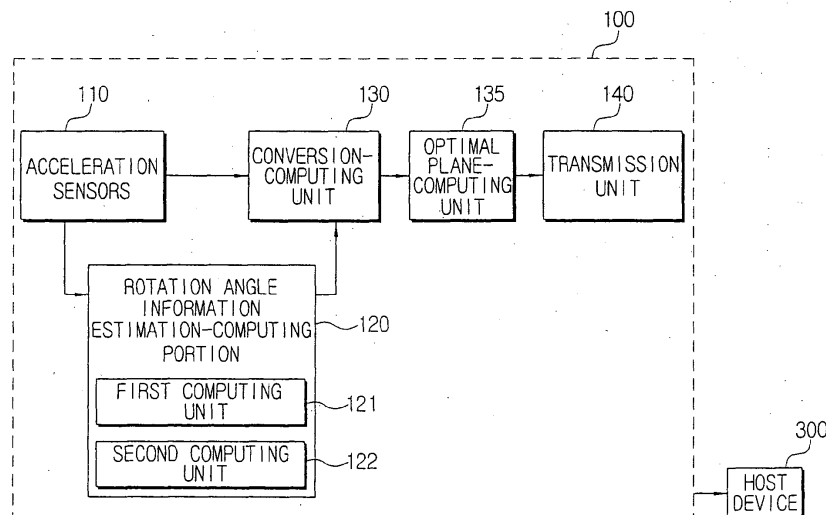 100
110
130
135
140
ACCELERATION
SENSORS
CONVERSION-
COMPUTING
UNIT
OPTIMAL
PLANE-
COMPUTING
UNIT
TRANSMISSION
UNIT
ROTATION ANGLE
INFORMATION
ESTIMATION-COMPUTING
PORTION
120
FIRST COMPUTING
UNIT
121
SECOND COMPUTING
UNIT
122
300
HOST
DEVICE